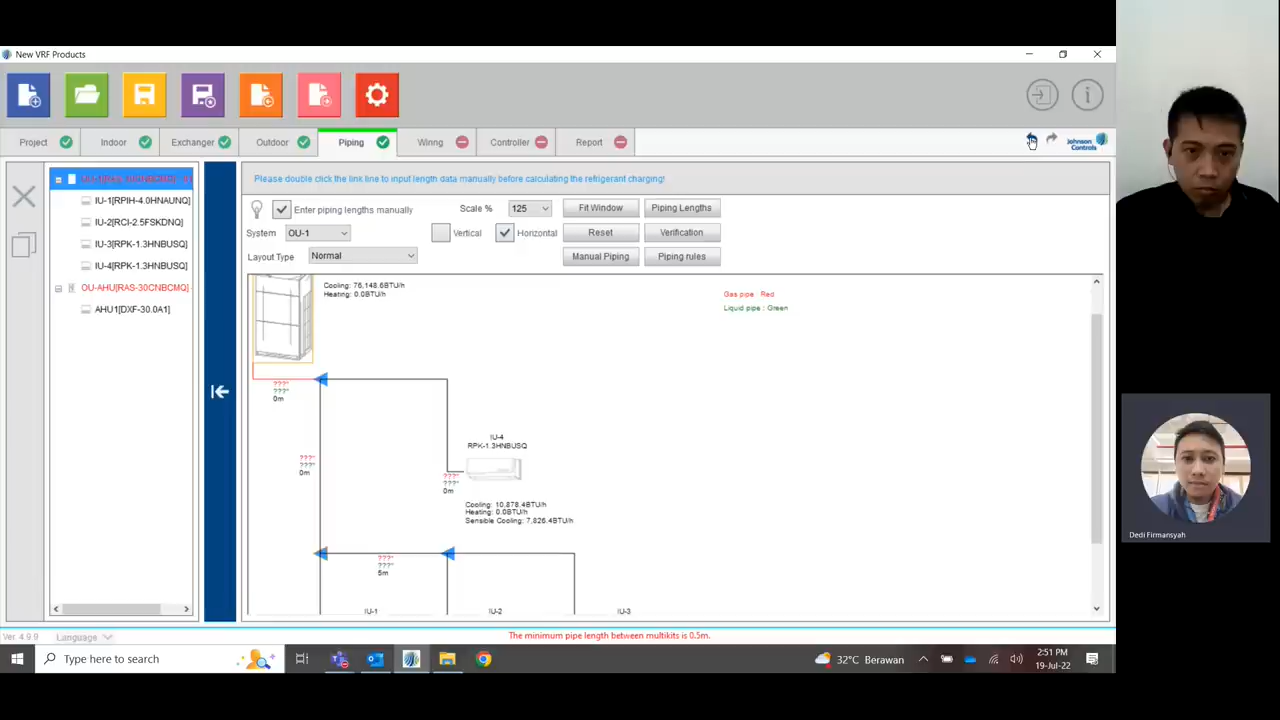 New VRF Products
Project
Indoor
Exchanger
Outdoor
Piping
Wiring
Controller
Report
Johnson Controls
Please double click the link line to input length data manually before calculating the refrigerant charging!
Enter piping lengths manually
Scale %
125
Fit Window
Piping Lengths
System
OU-1
Vertical
Horizontal
Reset
Verification
Layout Type
Normal
Manual Piping
Piping rules
IU-1[RPIH-4.0HNAUNQ]
IU-2[RCI-2.5FSKDNQ]
IU-3[RPK-1.3HNBUSQ]
IU-4[RPK-1.3HNBUSQ]
OU-AHU[RAS-30CNBCMQ] -
AHU1[DXF-30.0A1]
Cooling: 76,148.6BTU/h
Heating: 0.0BTU/h
Gas pipe : Red
Liquid pipe : Green
???"
???"
0m
???"
???"
0m
IU-4
RPK-1.3HNBUSQ
???"
???"
0m
Cooling: 10,878.4BTU/h
Heating: 0.0BTU/h
Sensible Cooling: 7,826.4BTU/h
???"
???"
5m
IU-1
IU-2
IU-3
Ver 4.9.9
Language
The minimum pipe length between multikits is 0.5m.
Type here to search
32°C Berawan
2:51 PM
19-Jul-22
Dedi Firmansyah